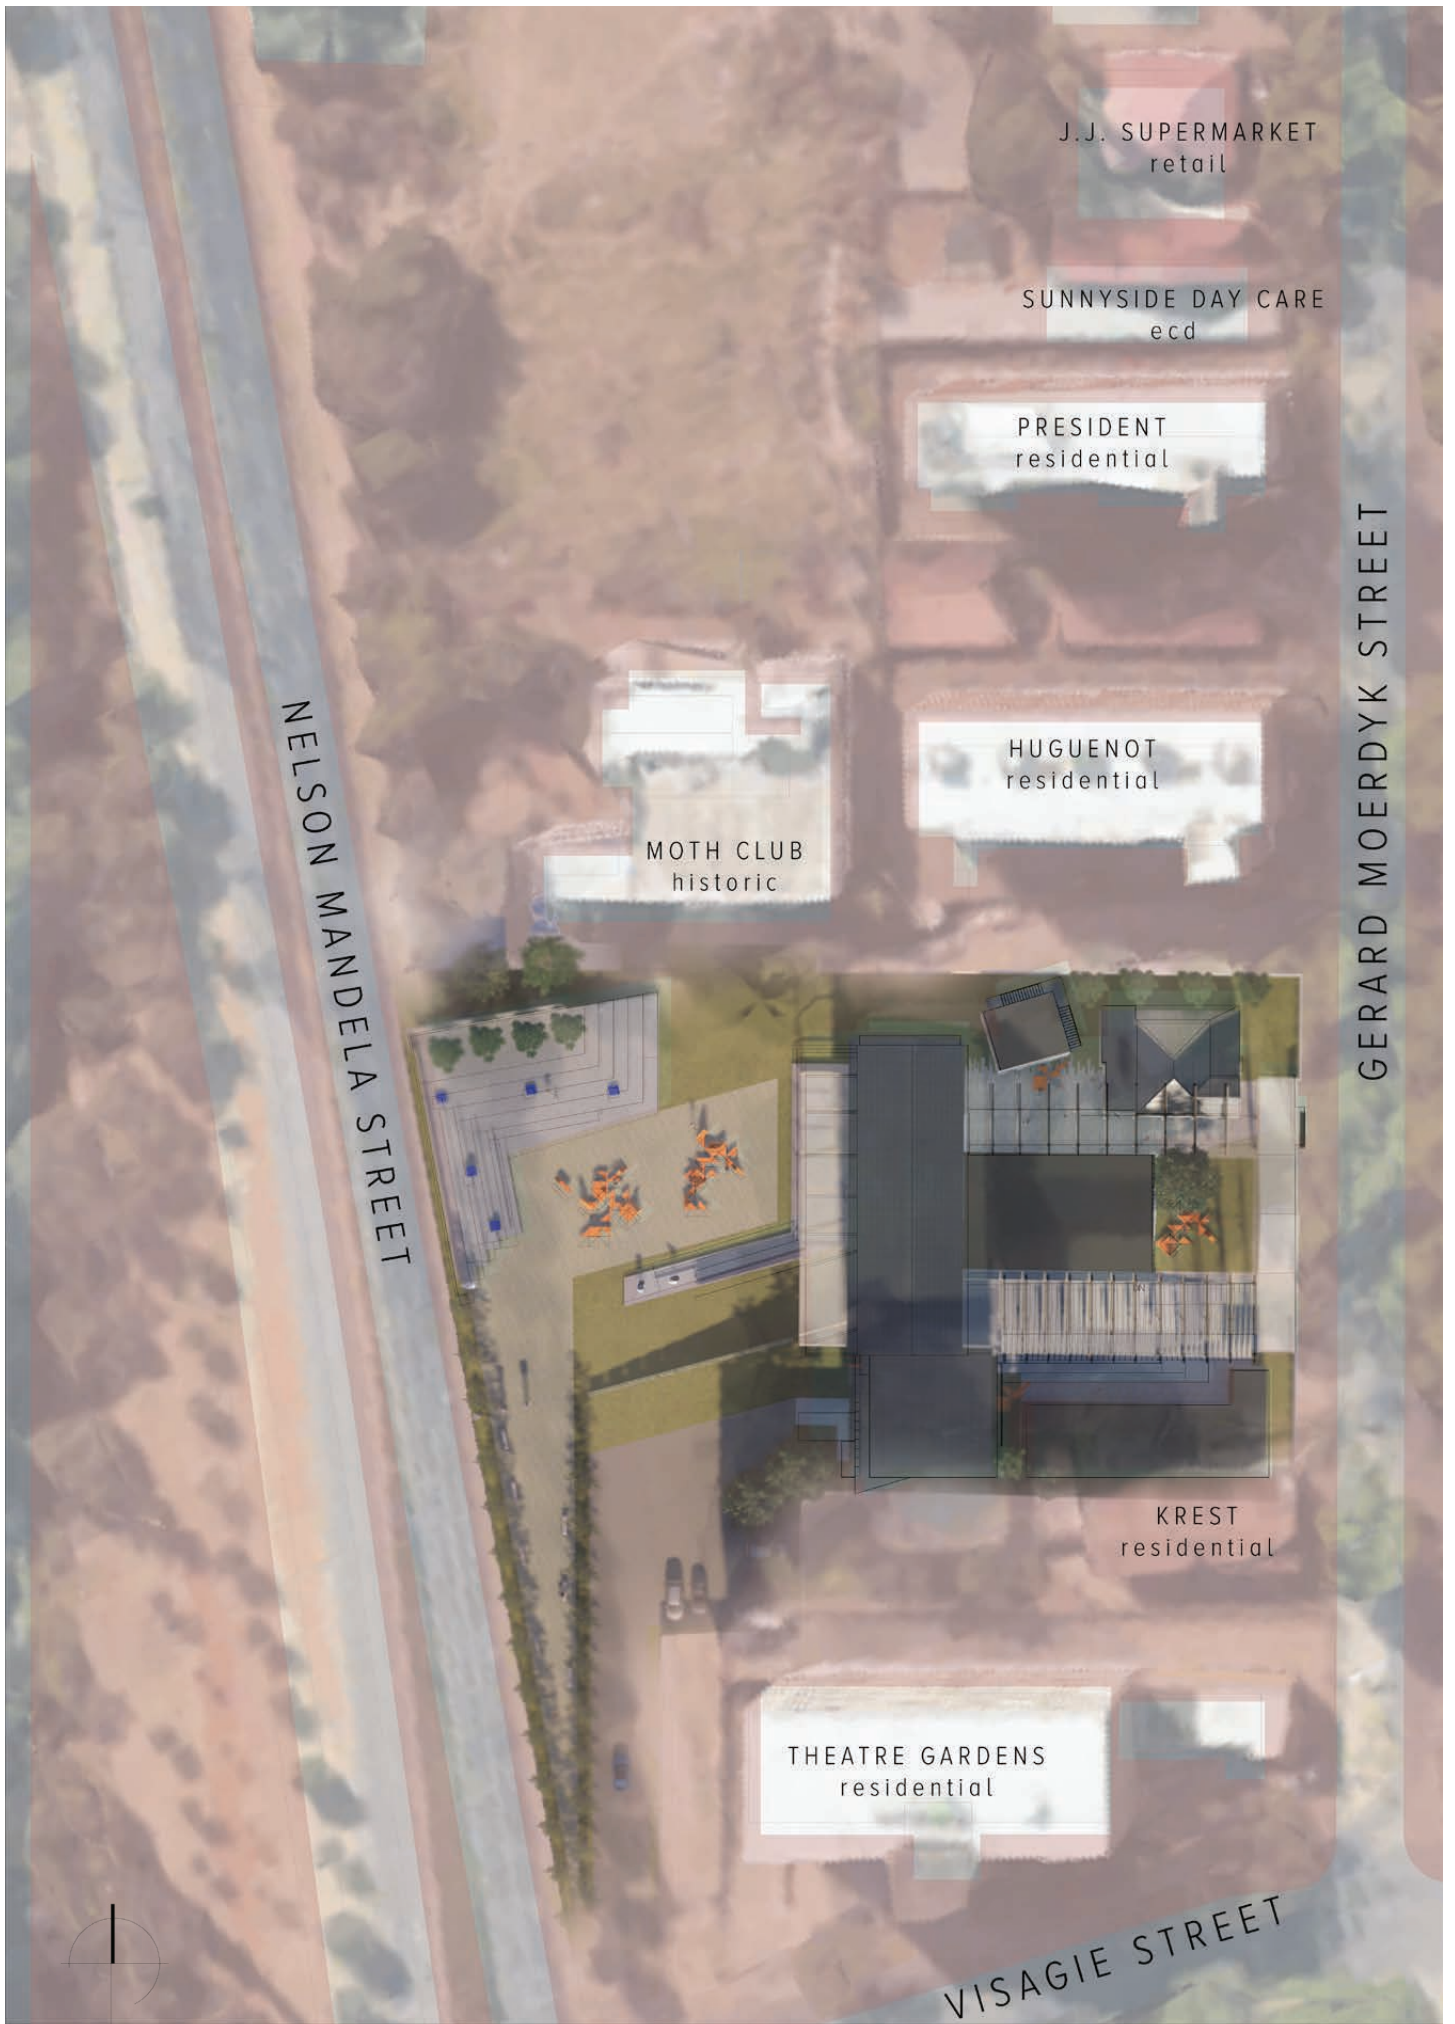 J.J. SUPERMARKET
retail
SUNNYSIDE DAY CARE
ecd
PRESIDENT
residential
GERARD MOERDYK STREET
NELSON MANDELA STREET
HUGUENOT
residential
MOTH CLUB
historic
KREST
residential
THEATRE GARDENS
residential
VISAGIE STREET